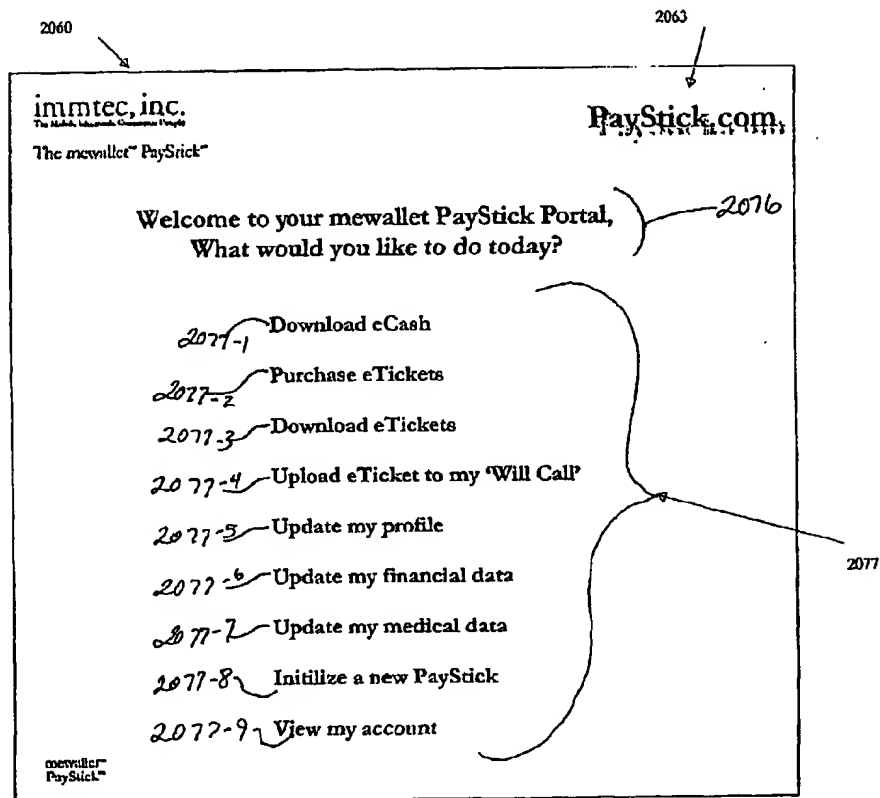 2060
2063
immtec, inc.
PayStick.com
The mewallet™ PayStick™
Welcome to your mewallet PayStick Portal,
What would you like to do today?
2076
2077-1 Download eCash
2077-2 Purchase eTickets
2077-3 Download eTickets
2077-4 Upload eTicket to my 'Will Call'
2077-5 Update my profile
2077-6 Update my financial data
2077
2077-7 Update my medical data
2077-8 Initilize a new PayStick
2077-9 View my account
mewallet™
PayStick™